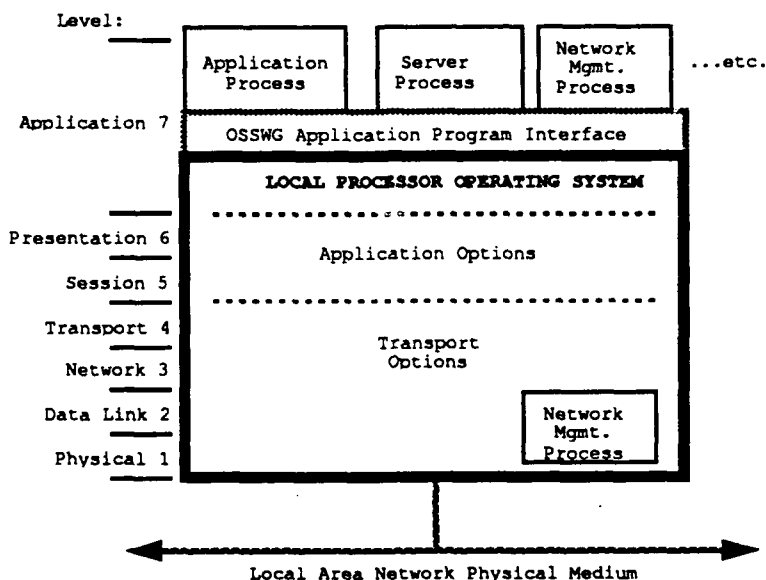 Level:
Application
Process
Server
Process
Network
Mgmt.
Process
...etc.
Application 7
OSSWG Application Program Interface
LOCAL PROCESSOR OPERATING SYSTEM
Presentation 6
Application Options
Session 5
Transport 4
Transport
Options
Network 3
Data Link 2
Network
Mgmt.
Process
Physical 1
Local Area Network Physical Medium